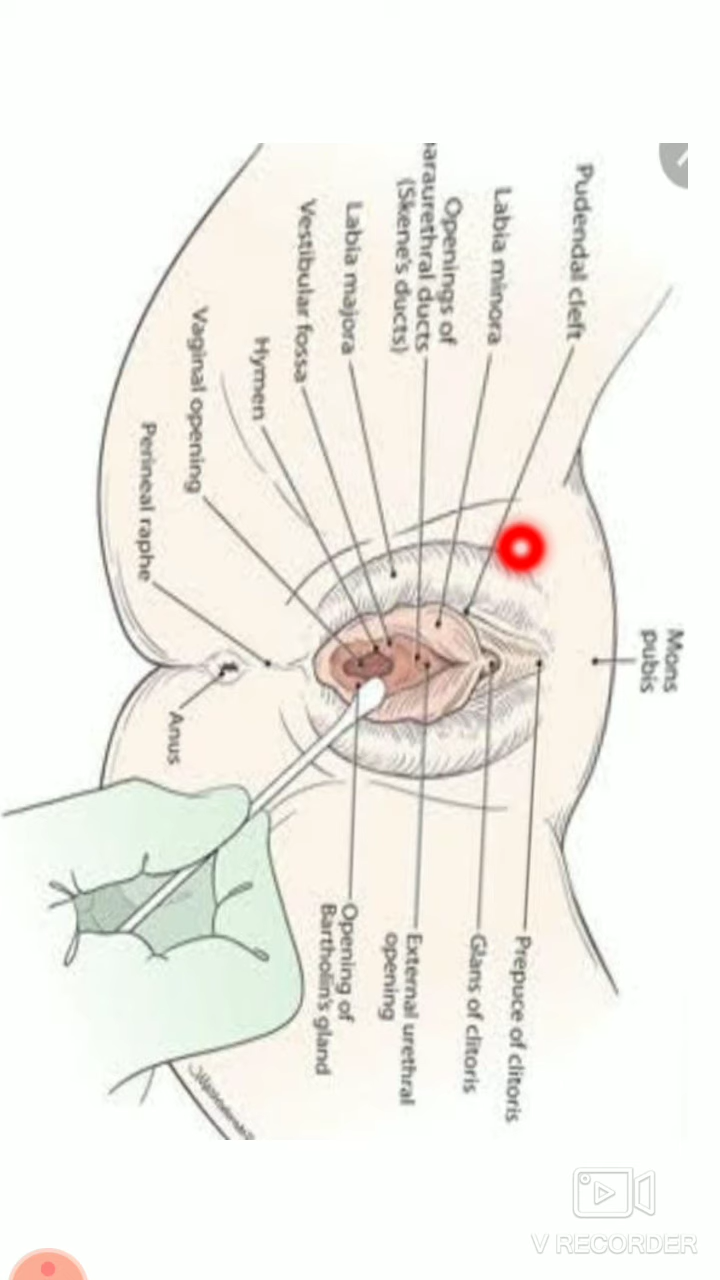 Pudendal cleft
Labia minora
Openings of
araurethral ducts
(Skene's ducts)
Labia majora
Vestibular fossa
Hymen
Vaginal opening
Perineal raphe
Mons
pubis
Anus
Prepuce of clitoris
Glans of clitoris
External urethral
opening
Opening of
Bartholin's gland
V RECORDER